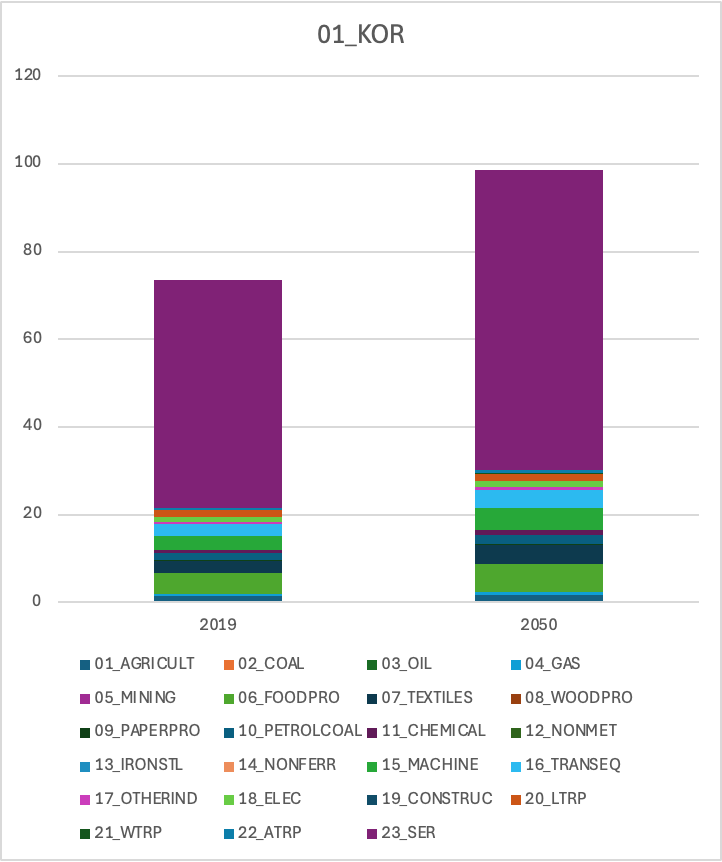 01_KOR
120
100
80
60
40
20
0
2019 2050
01_AGRICULT 02_COAL 03_OIL 04_GAS
05_MINING 06_FOODPRO 07_TEXTILES 08_WOODPRO
09_PAPERPRO 10_PETROLCOAL 11_CHEMICAL 12_NONMET
13_IRONSTL 14_NONFERR 15_MACHINE 16_TRANSEQ
17_OTHERIND 18_ELEC 19_CONSTRUC 20_LTRP
21_WTRP 22_ATRP 23_SER